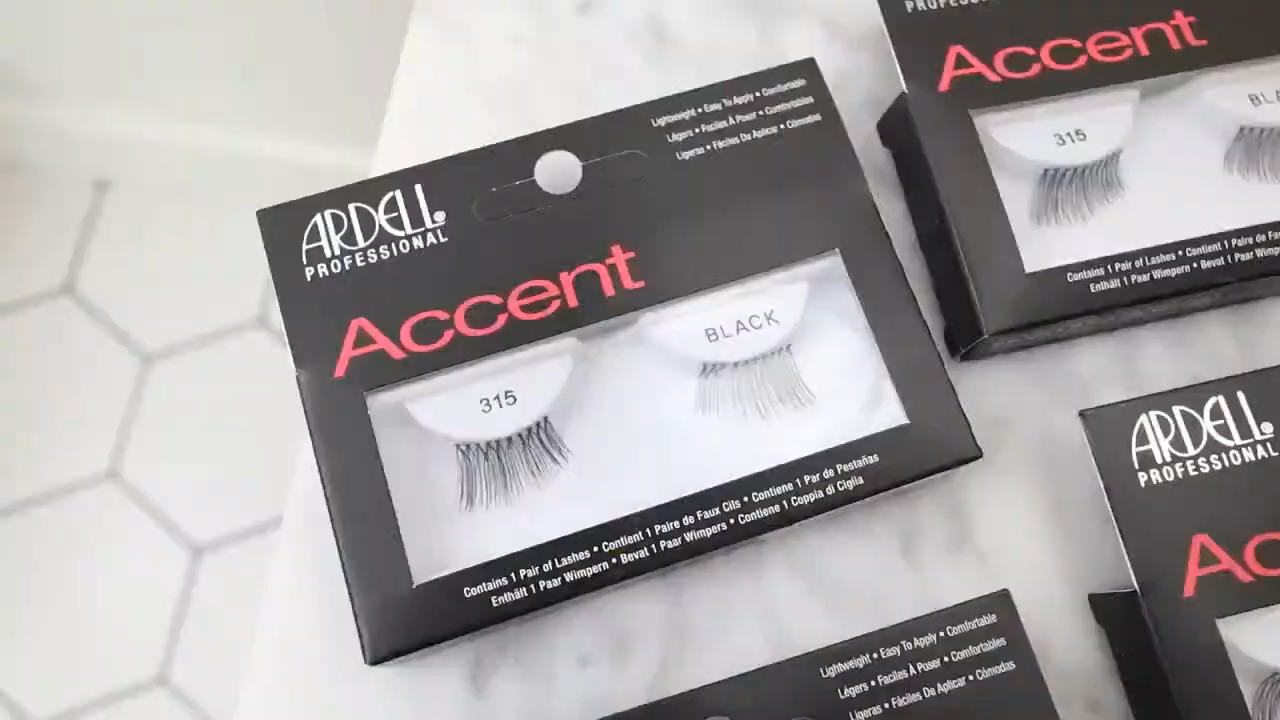 ARDELL
PROFESSIONAL
Lightweight • Easy To Apply • Comfortable
Légers • Faciles À Poser • Comfortables
Ligeras • Fáciles De Aplicar • Cómodas
Accent
315
BLACK
Contains 1 Pair of Lashes • Contient 1 Paire de Faux Cils • Contiene 1 Par de Pestañas
Enthält 1 Paar Wimpern • Bevat 1 Paar Wimpers • Contiene 1 Coppia di Ciglia
Accent
315
Contains 1 Pair of Lashes • Contient 1 Paire de
Enthält 1 Paar Wimpern • Bevat 1 Paar
ARDELL
PROFESSIONAL
Lightweight • Easy To Apply • Comfortable
Légers • Faciles À Poser • Comfortables
Ligeras • Fáciles De Aplicar • Cómodas